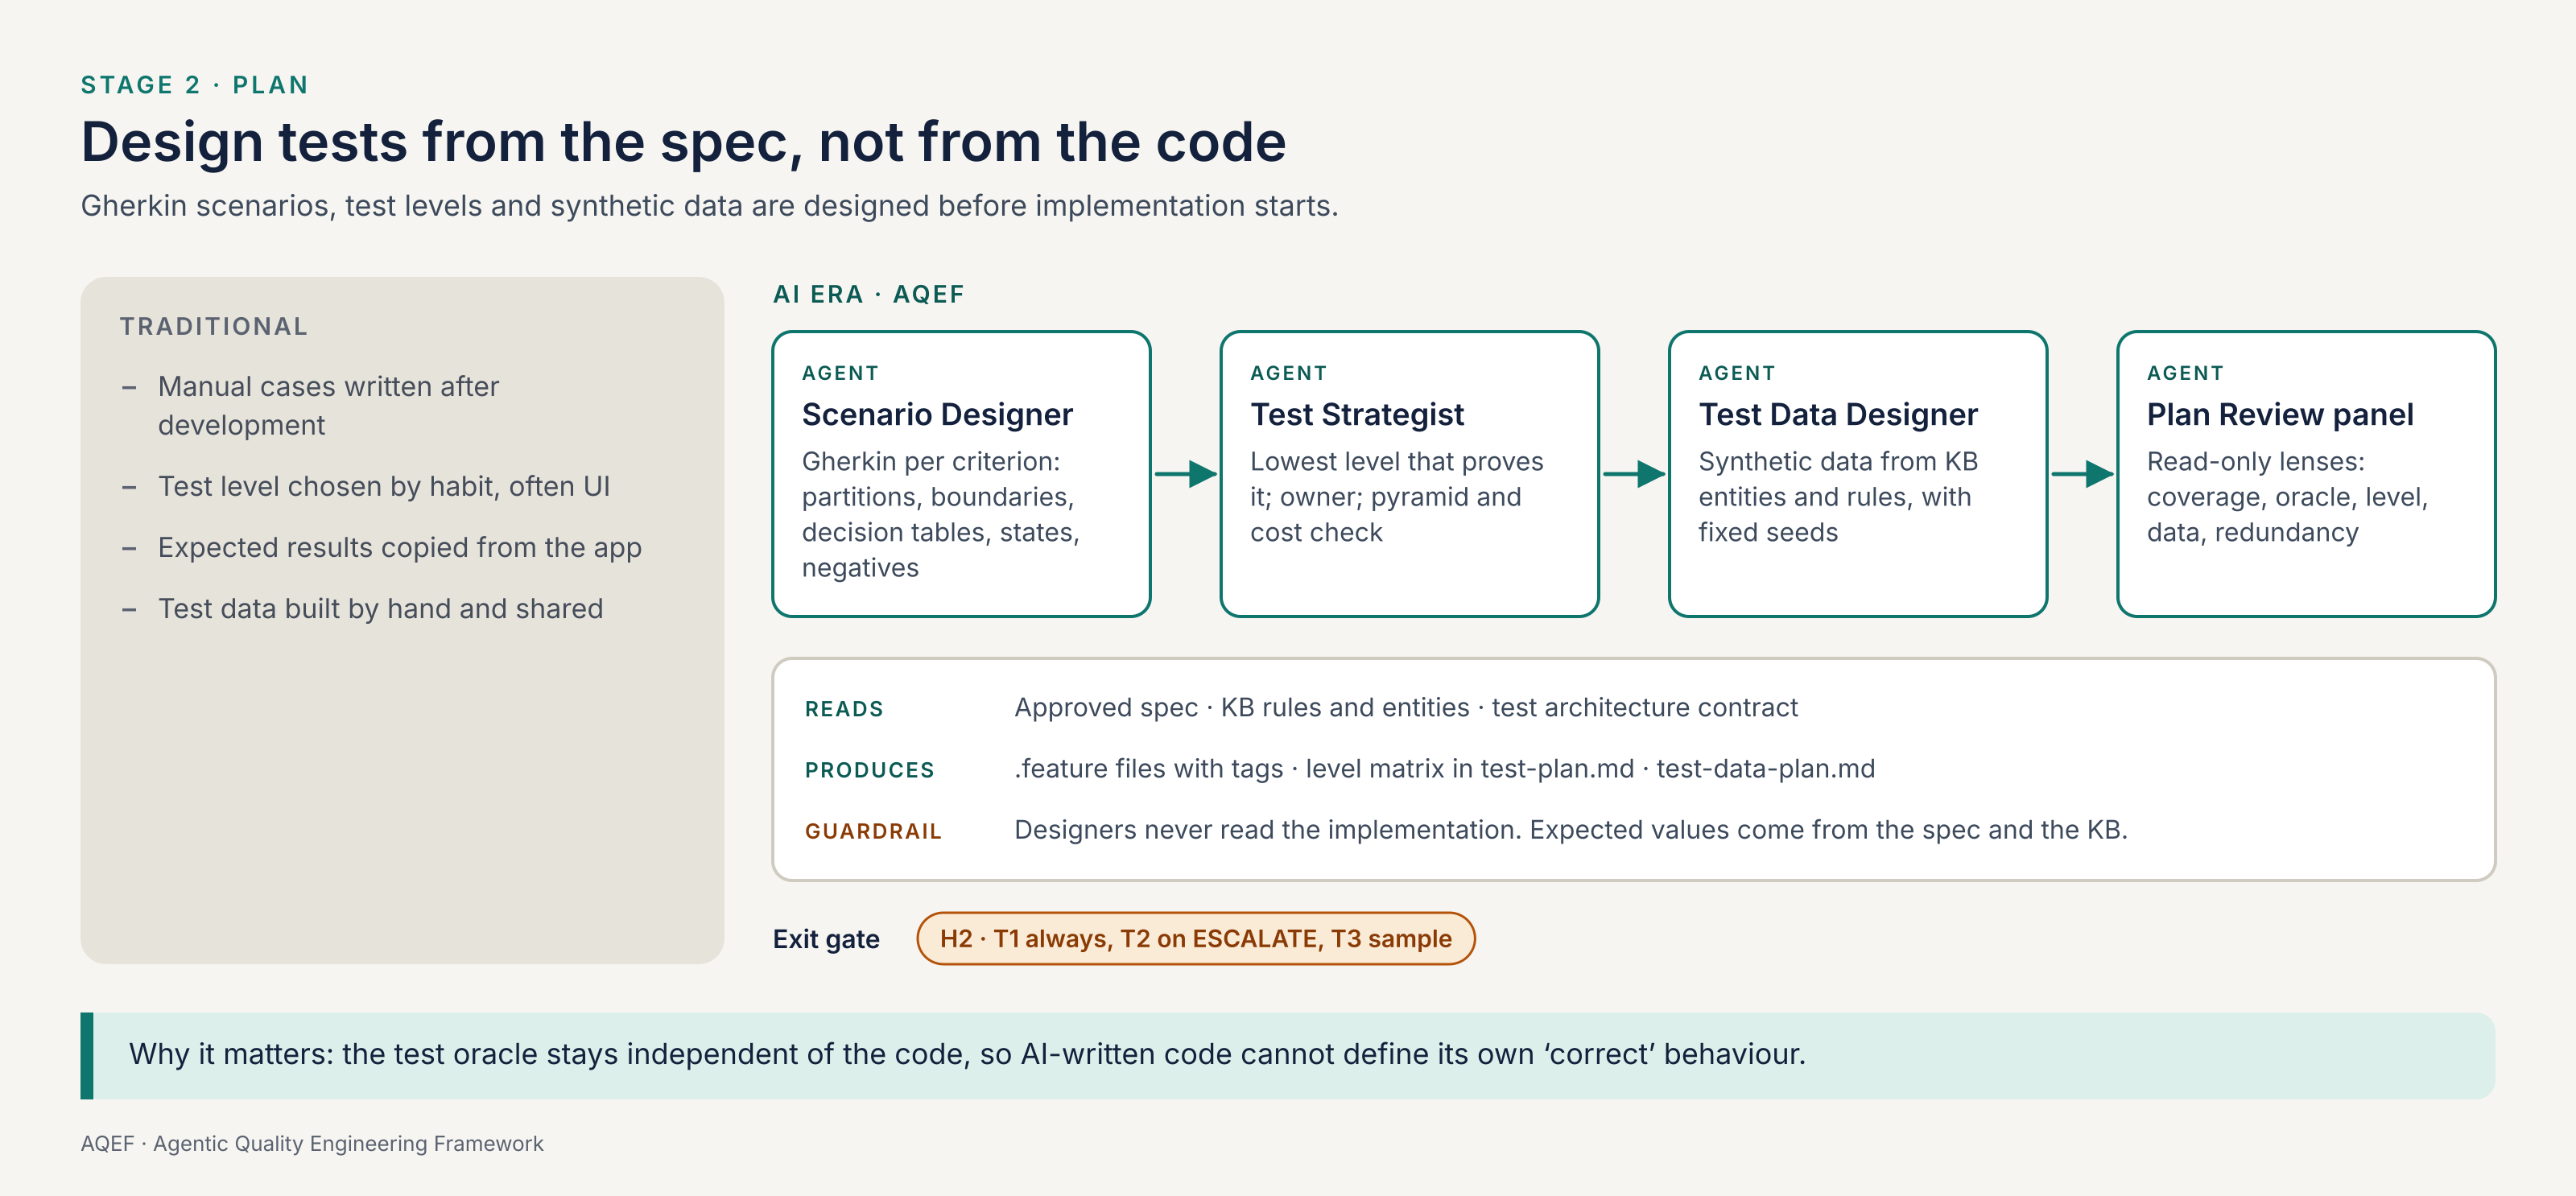 STAGE 2 · PLAN
Design tests from the spec, not from the code
Gherkin scenarios, test levels and synthetic data are designed before implementation starts.
TRADITIONAL
– Manual cases written after
development
– Test level chosen by habit, often UI
– Expected results copied from the app
– Test data built by hand and shared
AI ERA · AQEF
AGENT
Scenario Designer
Gherkin per criterion:
partitions, boundaries,
decision tables, states,
negatives
AGENT
Test Strategist
Lowest level that proves
it; owner; pyramid and
cost check
AGENT
Test Data Designer
Synthetic data from KB
entities and rules, with
fixed seeds
AGENT
Plan Review panel
Read-only lenses:
coverage, oracle, level,
data, redundancy
READS Approved spec · KB rules and entities · test architecture contract
PRODUCES .feature files with tags · level matrix in test-plan.md · test-data-plan.md
GUARDRAIL Designers never read the implementation. Expected values come from the spec and the KB.
Exit gate H2 · T1 always, T2 on ESCALATE, T3 sample
Why it matters: the test oracle stays independent of the code, so AI-written code cannot define its own ‘correct’ behaviour.
AQEF · Agentic Quality Engineering Framework